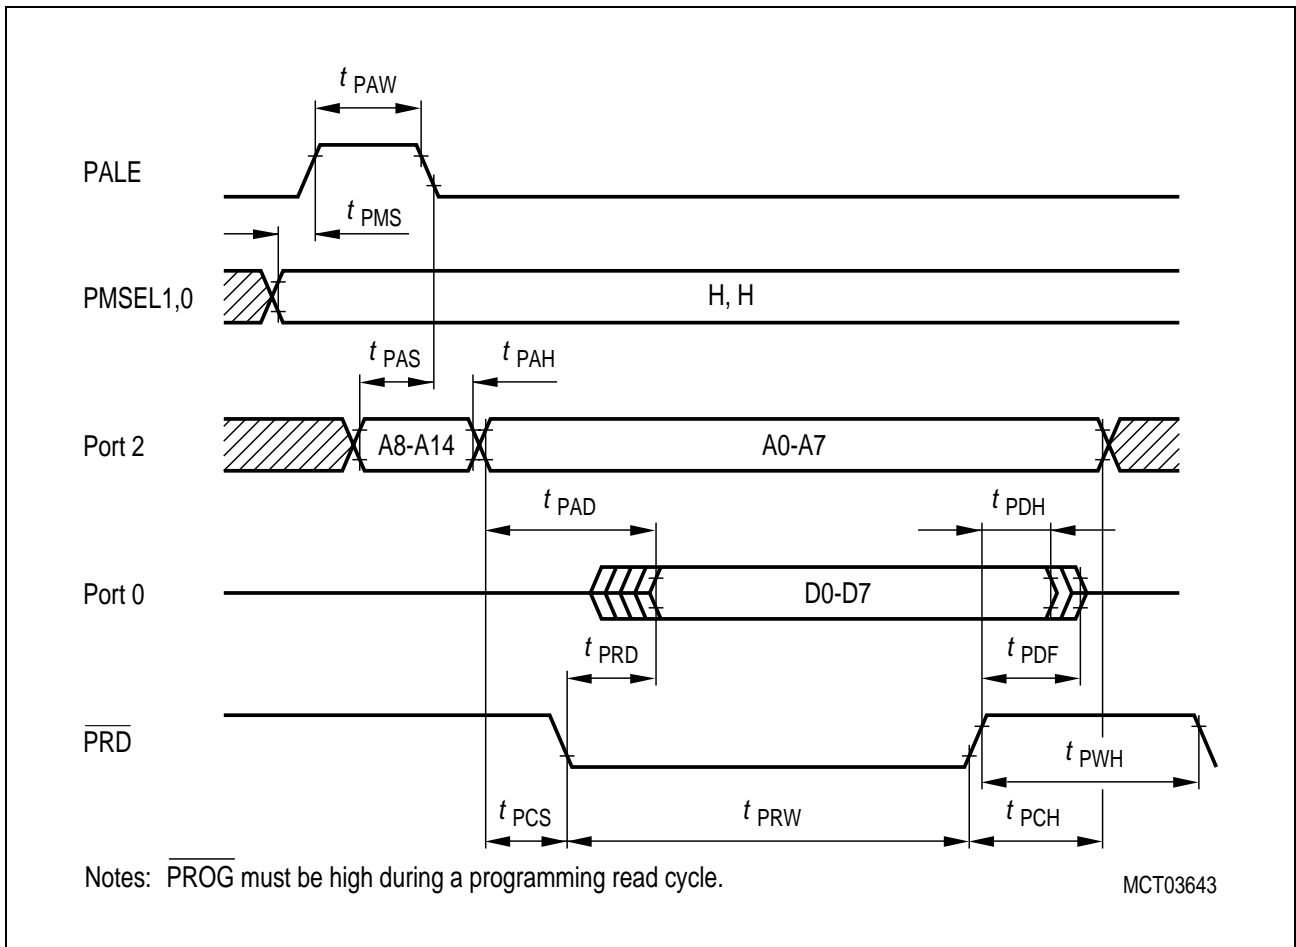 t PAW
PALE
t PMS
PMSEL1,0
H, H
t PAS
t PAH
Port 2
A8-A14
A0-A7
t PAD
t PDH
Port 0
D0-D7
t PRD
t PDF
PRD
t PWH
t PCS
t PRW
t PCH
Notes: PROG must be high during a programming read cycle.
MCT03643